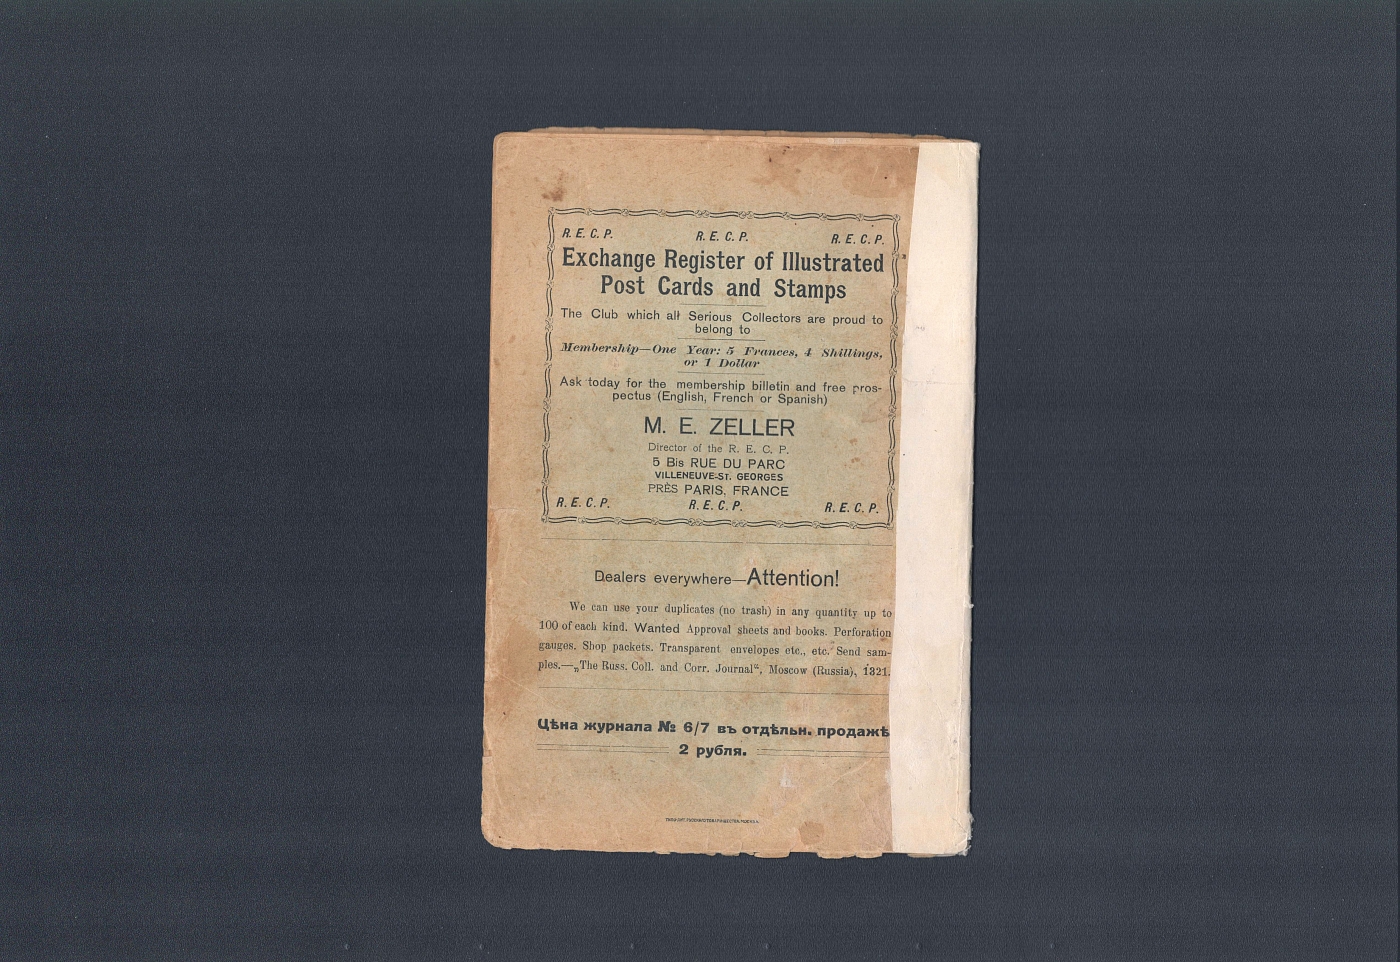 R. E. C. P. R. E. C. P. R. E. C. P.
Exchange Register of Illustrated
Post Cards and Stamps
The Club which all Serious Collectors are proud to
belong to
Membership—One Year: 5 Frances, 4 Shillings,
or 1 Dollar
Ask today for the membership billetin and free pros-
pectus (English, French or Spanish)
M. E. ZELLER
Director of the R. E. C. P.
5 Bis RUE DU PARC
VILLENEUVE-ST. GEORGES
PRÈS PARIS, FRANCE
R. E. C. P. R. E. C. P. R. E. C. P.
Dealers everywhere—Attention!
We can use your duplicates (no trash) in any quantity up to
100 of each kind. Wanted Approval sheets and books. Perforation
gauges. Shop packets. Transparent envelopes etc., etc. Send sam-
ples.—„The Russ. Coll. and Corr. Journal“, Moscow (Russia), 1321.
Цѣна журнала № 6/7 въ отдѣльн. продажѣ
2 рубля.